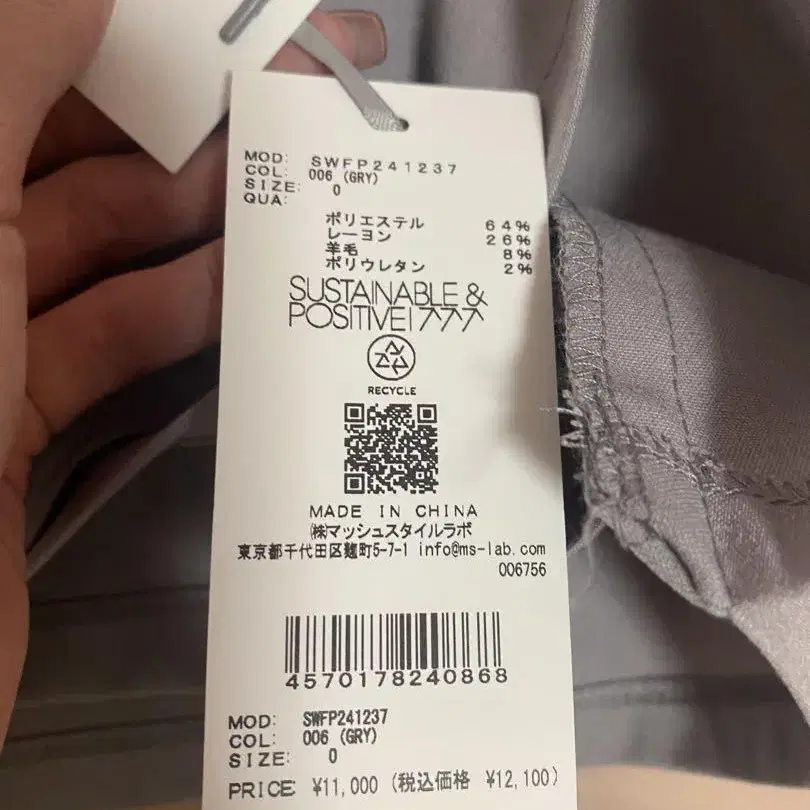 MOD: SWFP241237
COL: 006 (GRY)
SIZE: 0
QUA:
ポリエステル 64%
レーヨン 26%
羊毛 8%
ポリウレタン 2%
SUSTAINABLE &
POSITIVE!
RECYCLE
MADE IN CHINA
㈱マッシュスタイルラボ
東京都千代田区麹町5-7-1 info@ms-lab.com
006756
4570178240868
MOD: SWFP241237
COL: 006 (GRY)
SIZE: 0
PRICE ¥11,000 (税込価格 ¥12,100)